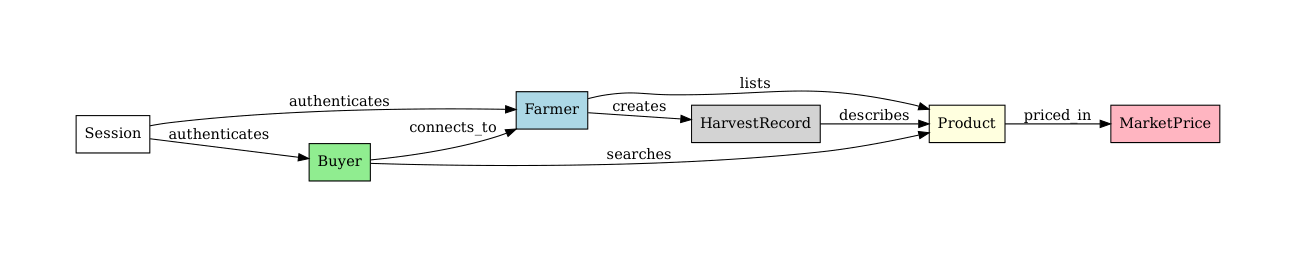 Session
authenticates
authenticates
Buyer
connects_to
Farmer
lists
creates
HarvestRecord
searches
describes
Product
priced_in
MarketPrice